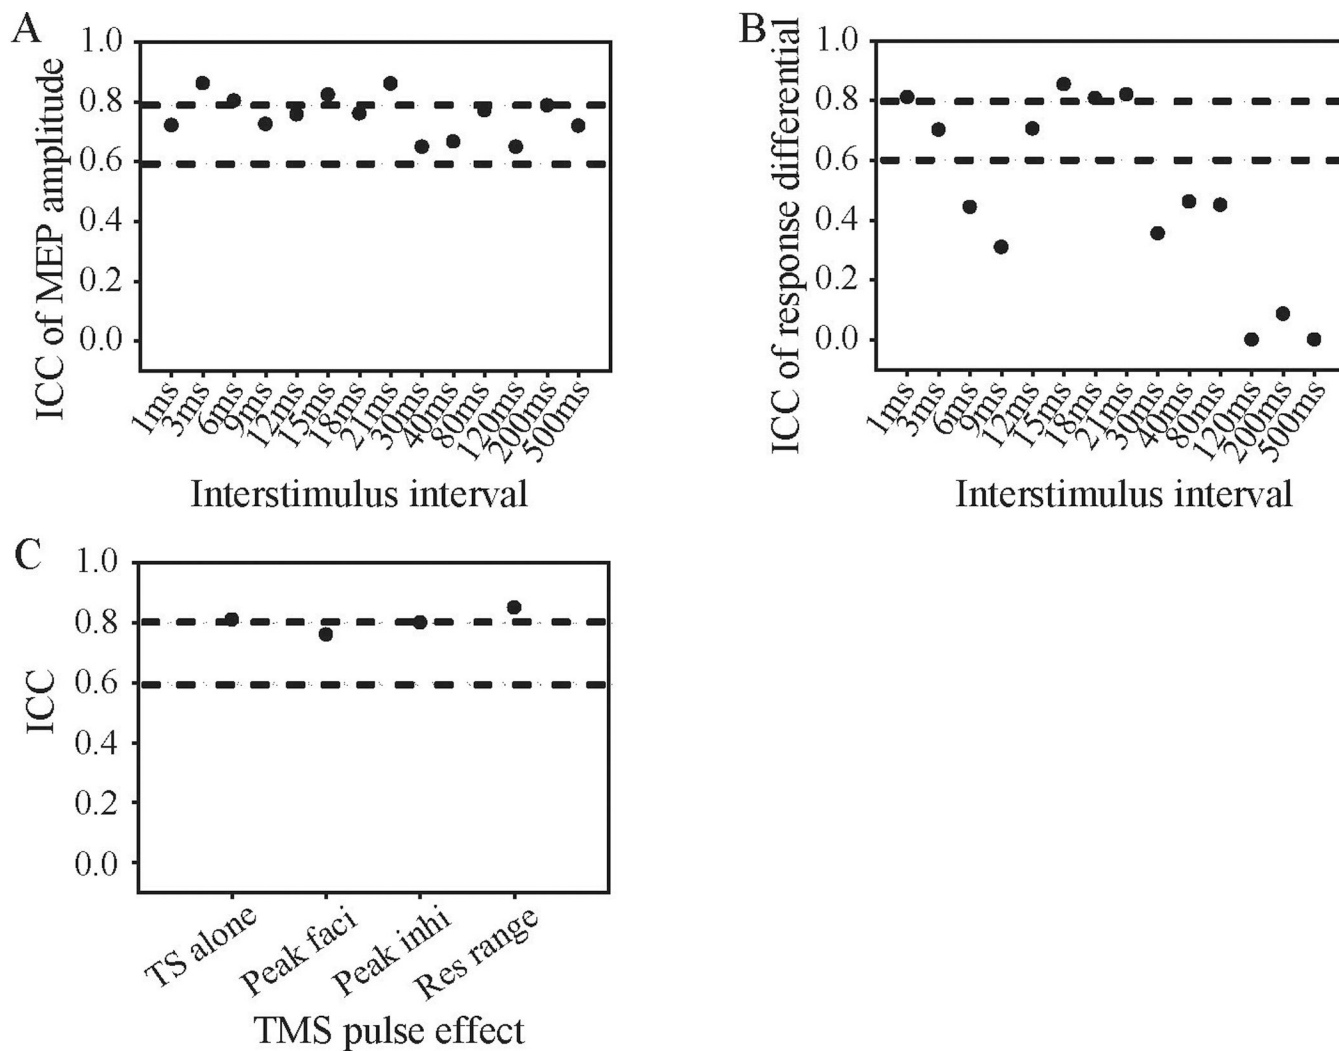 A
ICC of MEP amplitude
1.0
0.8
0.6
0.4
0.2
0.0
1ms
3ms
6ms
9ms
12ms
15ms
18ms
21ms
30ms
40ms
80ms
120ms
200ms
500ms
Interstimulus interval
B
ICC of response differential
1.0
0.8
0.6
0.4
0.2
0.0
1ms
3ms
6ms
9ms
12ms
15ms
18ms
21ms
30ms
40ms
80ms
120ms
200ms
500ms
Interstimulus interval
C
ICC
1.0
0.8
0.6
0.4
0.2
0.0
TS alone
Peak faci
Peak inhi
Res range
TMS pulse effect